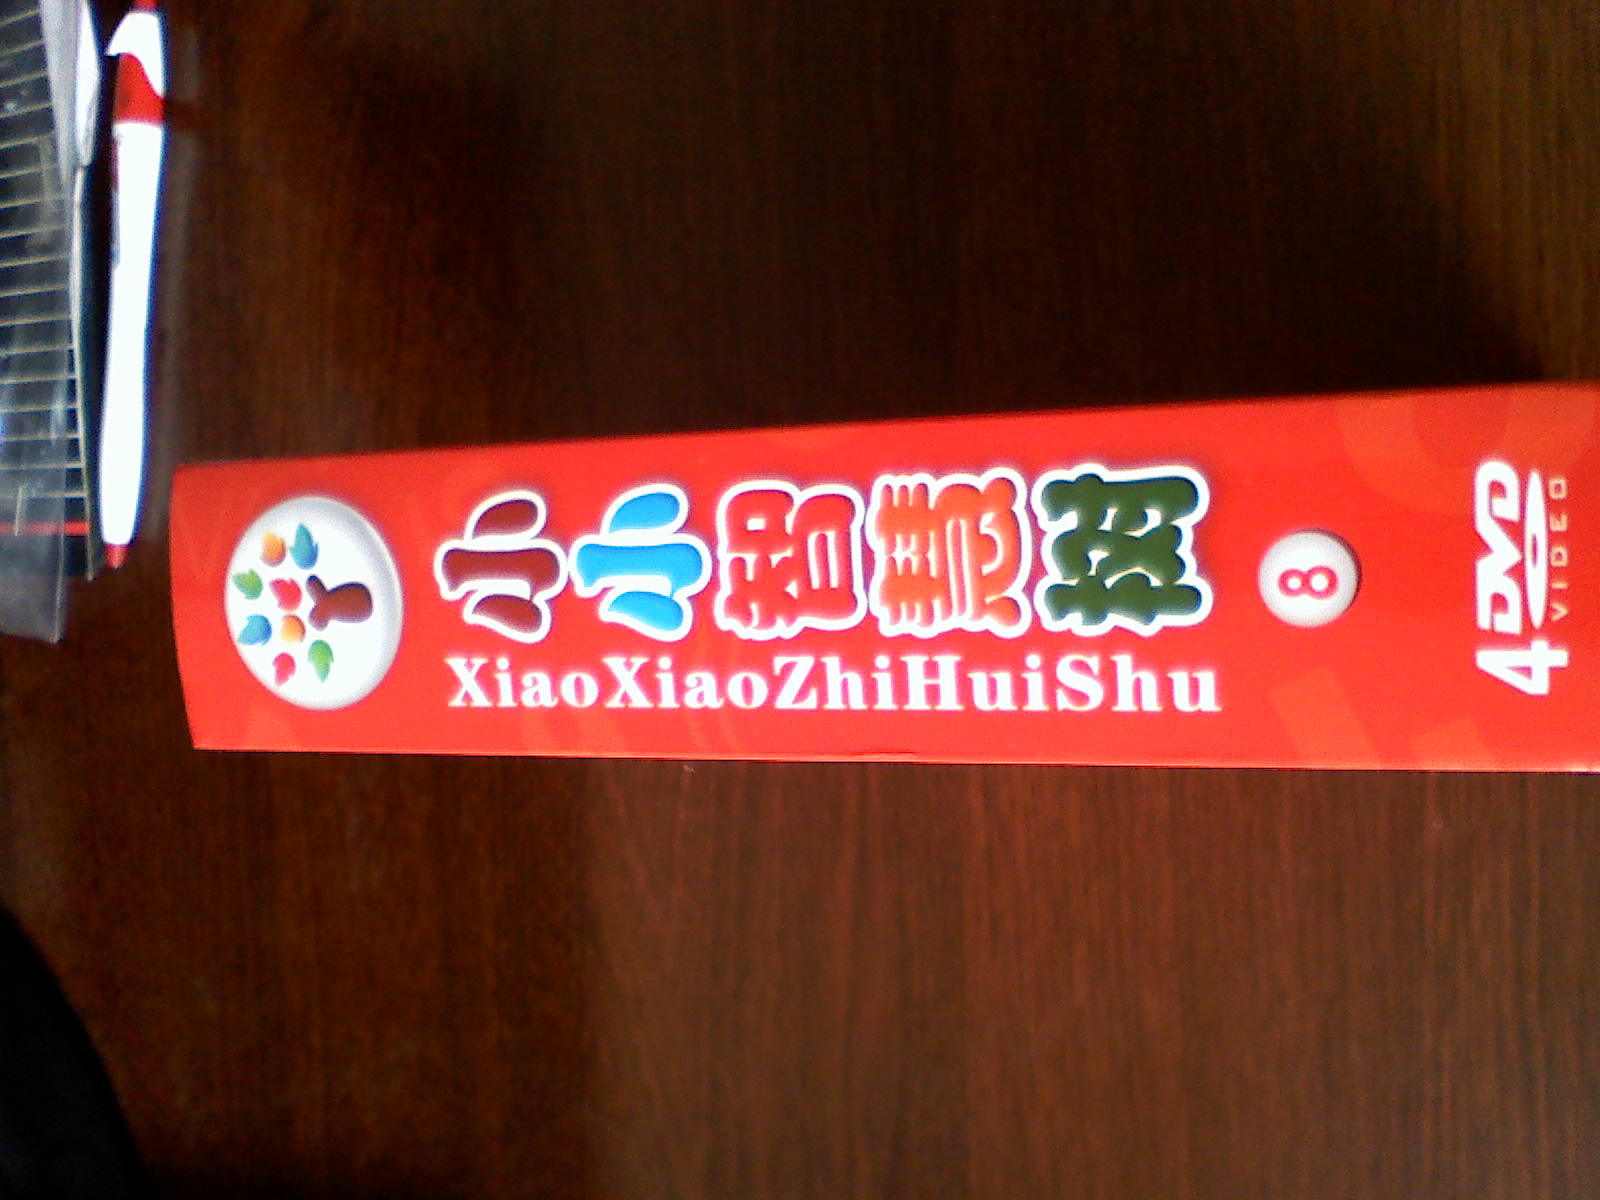 小小智慧树
XiaoXiaoZhiHuiShu
8
4 DVD
VIDEO